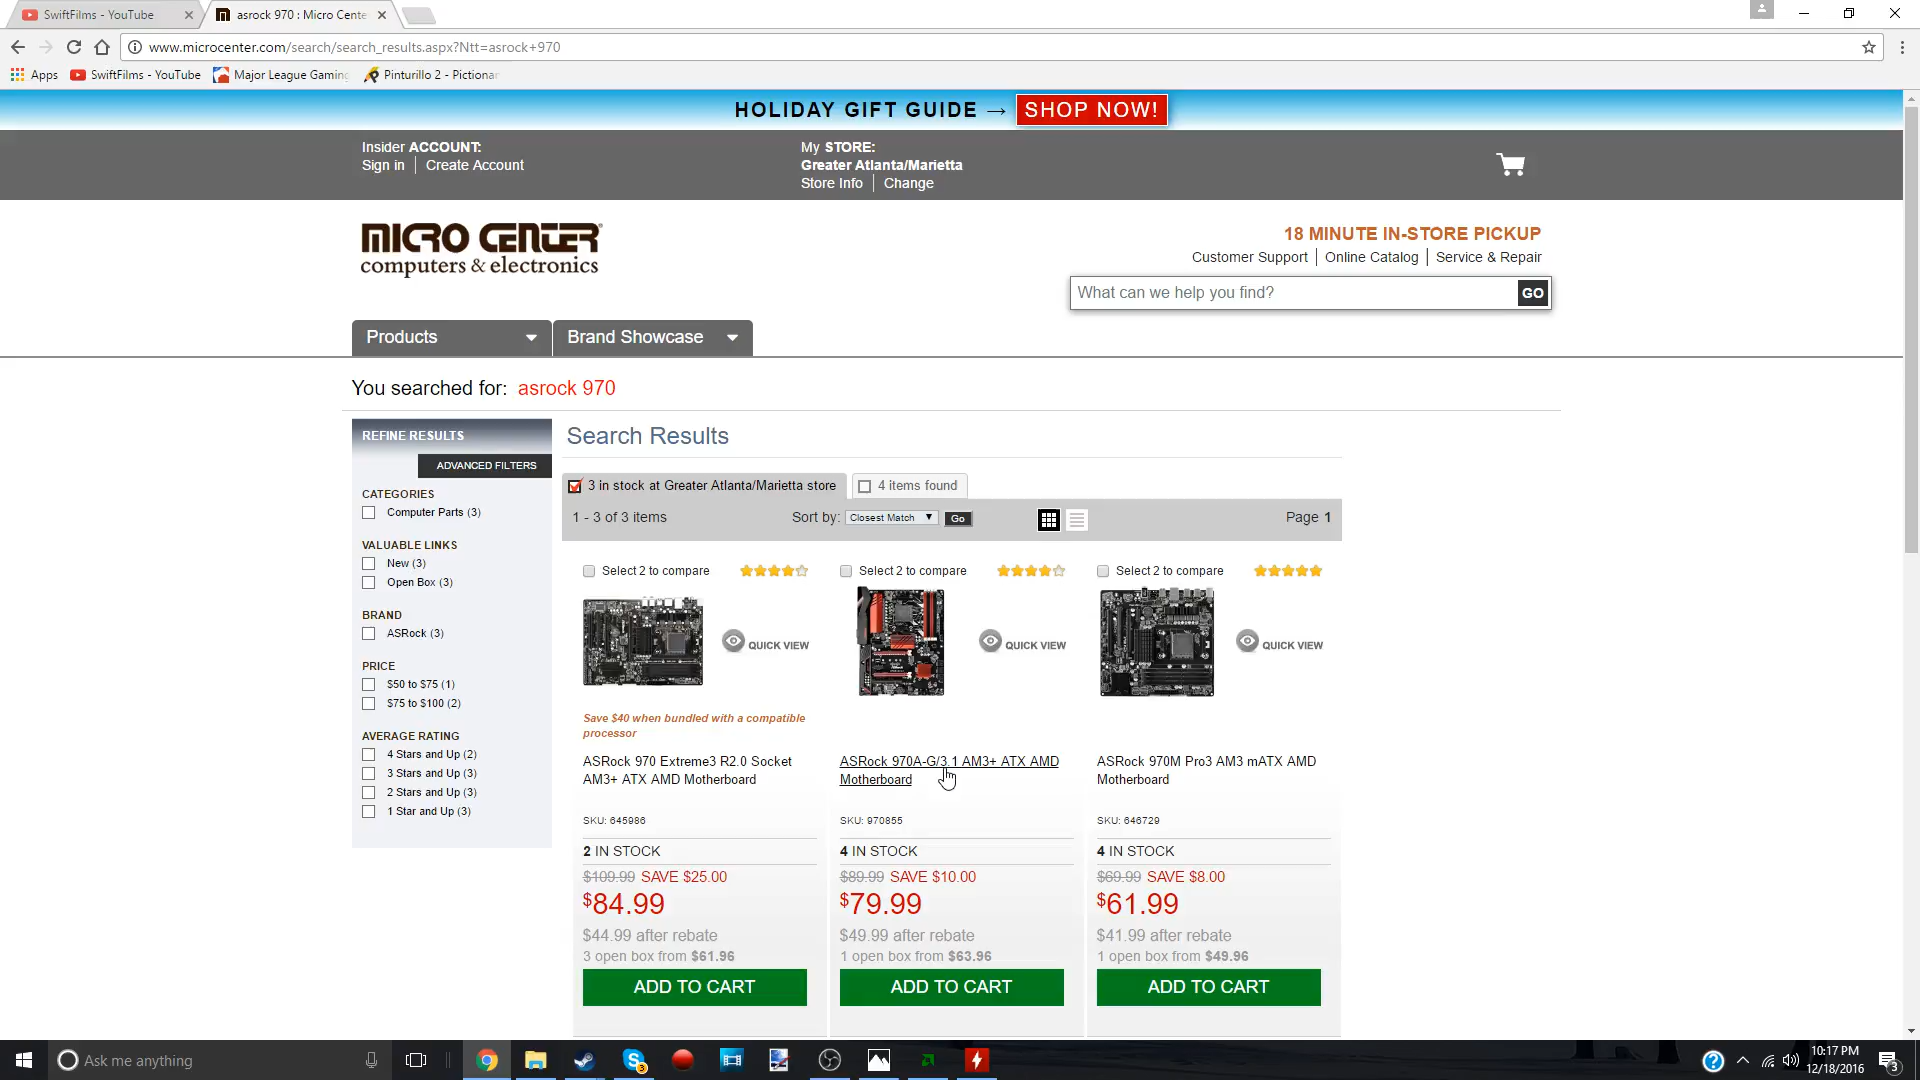 SwiftFilms - YouTube
asrock 970 : Micro Cente
www.microcenter.com/search/search_results.aspx?Ntt=asrock+970
Apps
SwiftFilms - YouTube
Major League Gaming
Pinturillo 2 - Pictionar
HOLIDAY GIFT GUIDE → SHOP NOW!
Insider ACCOUNT:
Sign in
Create Account
My STORE:
Greater Atlanta/Marietta
Store Info
Change
MICRO CENTER
computers & electronics
18 MINUTE IN-STORE PICKUP
Customer Support
Online Catalog
Service & Repair
What can we help you find?
GO
Products
Brand Showcase
You searched for: asrock 970
REFINE RESULTS
ADVANCED FILTERS
CATEGORIES
Computer Parts (3)
VALUABLE LINKS
New (3)
Open Box (3)
BRAND
ASRock (3)
PRICE
$50 to $75 (1)
$75 to $100 (2)
AVERAGE RATING
4 Stars and Up (2)
3 Stars and Up (3)
2 Stars and Up (3)
1 Star and Up (3)
Search Results
3 in stock at Greater Atlanta/Marietta store
4 items found
1 - 3 of 3 items
Sort by: Closest Match
Go
Page 1
Select 2 to compare
QUICK VIEW
Save $40 when bundled with a compatible
processor
ASRock 970 Extreme3 R2.0 Socket
AM3+ ATX AMD Motherboard
SKU: 645986
2 IN STOCK
$109.99 SAVE $25.00
$84.99
$44.99 after rebate
3 open box from $61.96
ADD TO CART
Select 2 to compare
QUICK VIEW
ASRock 970A-G/3.1 AM3+ ATX AMD
Motherboard
SKU: 970855
4 IN STOCK
$89.99 SAVE $10.00
$79.99
$49.99 after rebate
1 open box from $63.96
ADD TO CART
Select 2 to compare
QUICK VIEW
ASRock 970M Pro3 AM3 mATX AMD
Motherboard
SKU: 646729
4 IN STOCK
$69.99 SAVE $8.00
$61.99
$41.99 after rebate
1 open box from $49.96
ADD TO CART
Ask me anything
3
10:17 PM
12/18/2016
3